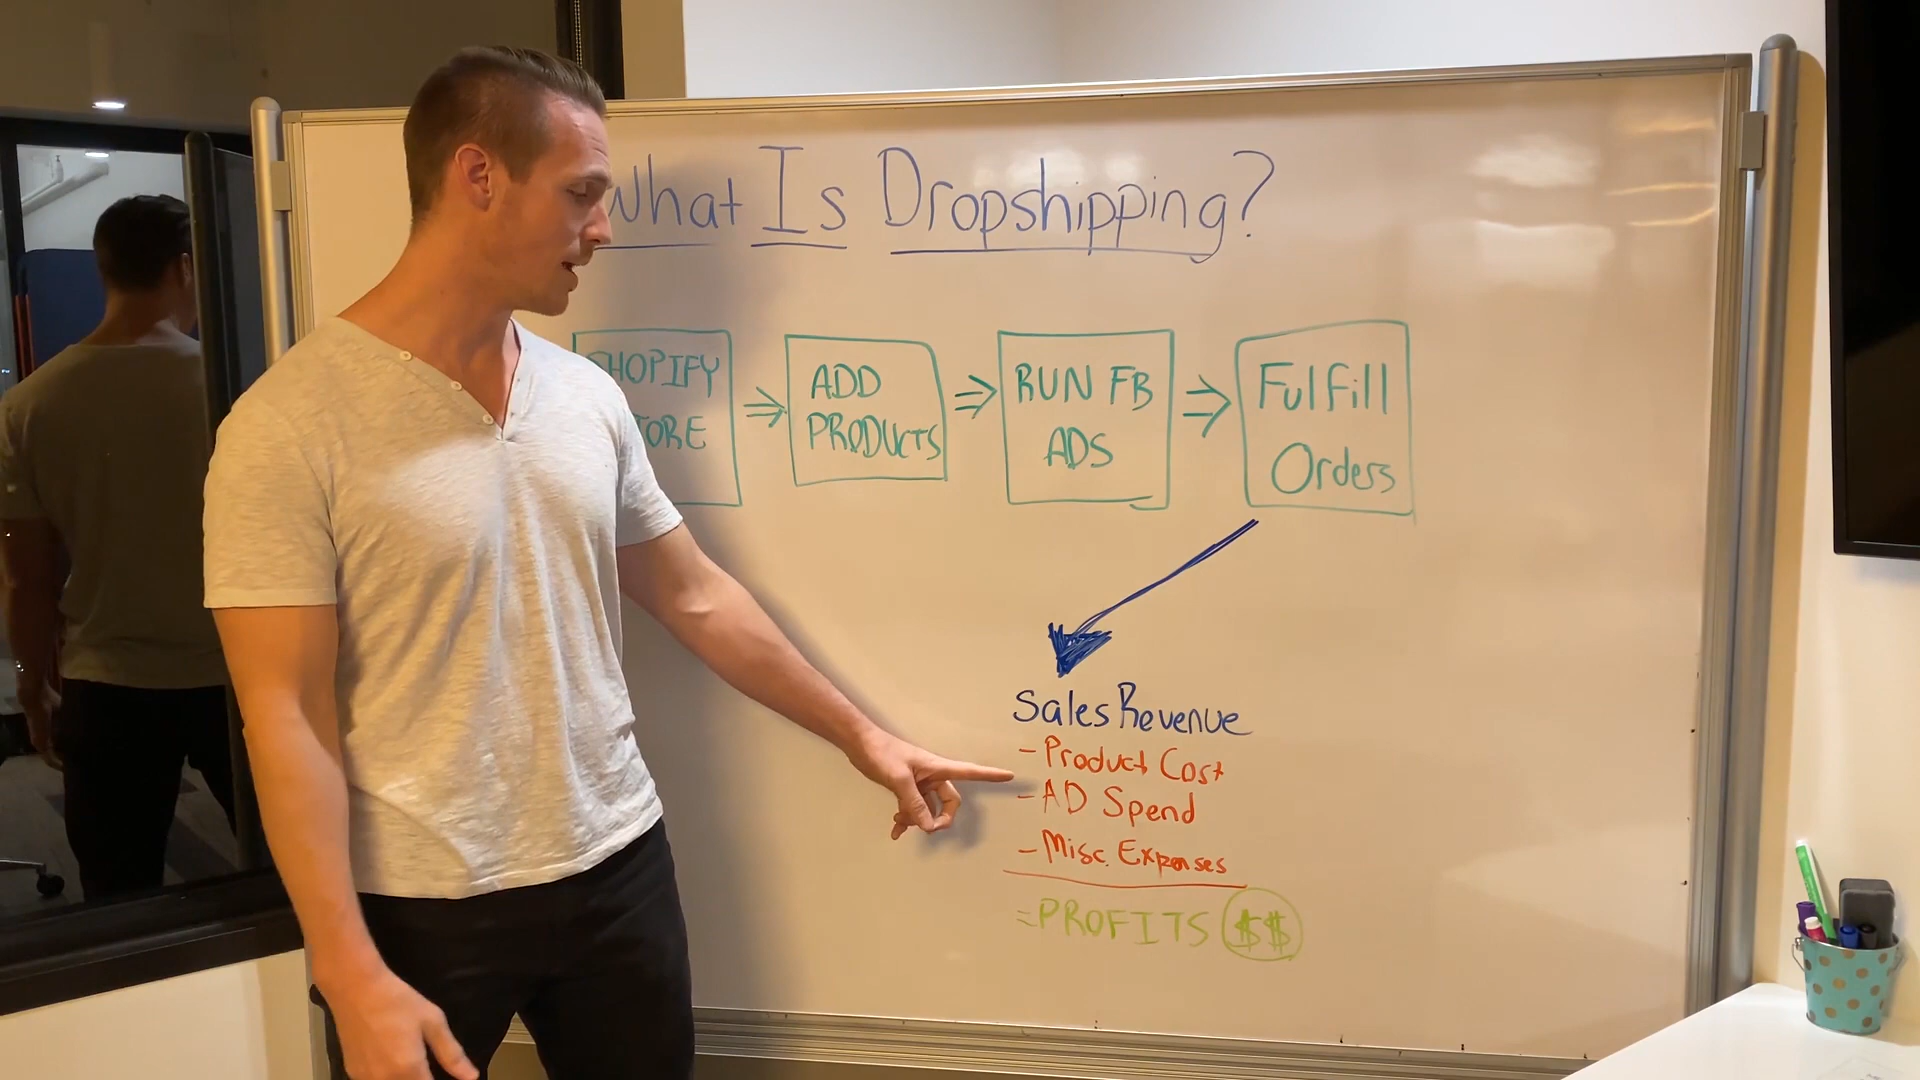 What Is Dropshipping?
SHOPIFY
STORE
ADD
PRODUCTS
RUN FB
ADS
Fulfill
Orders
Sales Revenue
- Product Cost
- AD Spend
- Misc. Expenses
= PROFITS $$